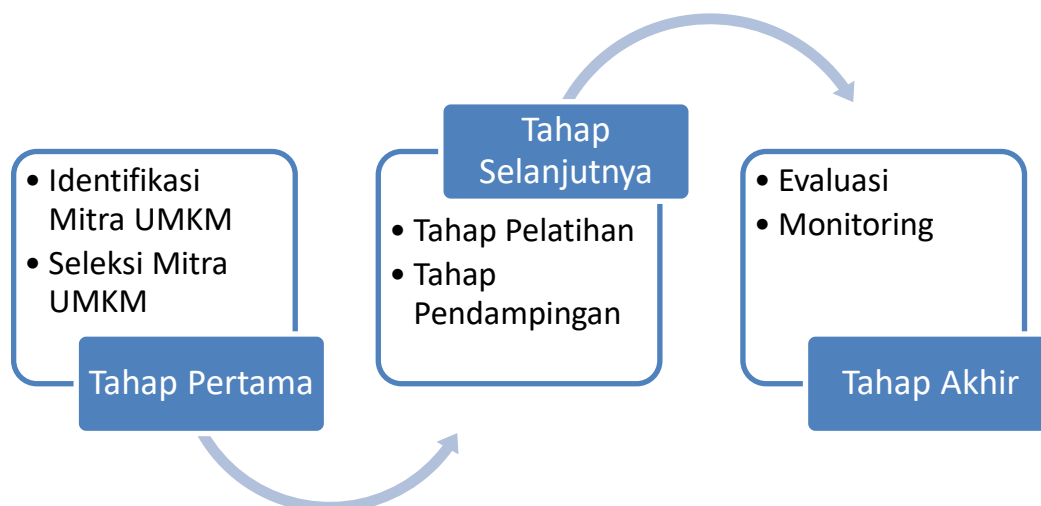 • Identifikasi
Mitra UMKM
• Seleksi Mitra
UMKM
Tahap Pertama
Tahap
Selanjutnya
• Tahap Pelatihan
• Tahap
Pendampingan
• Evaluasi
• Monitoring
Tahap Akhir